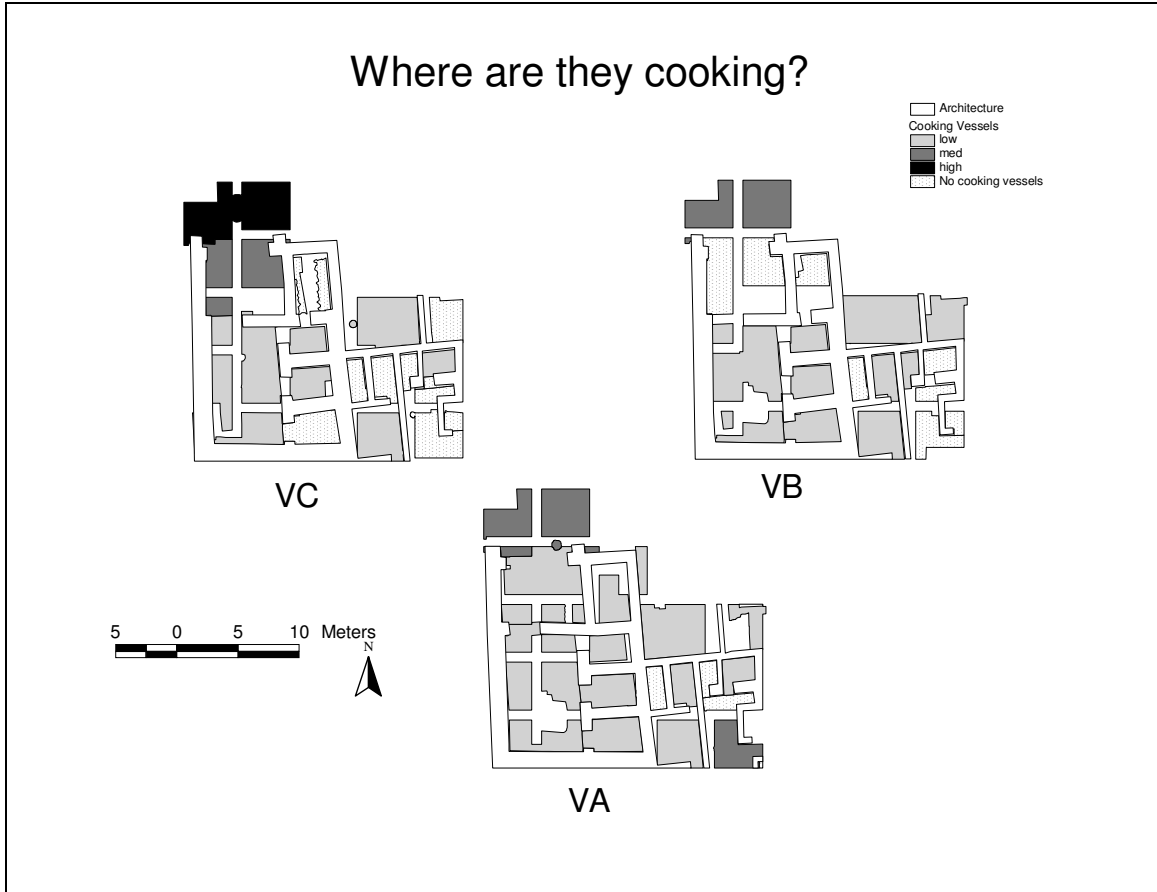 Where are they cooking?
Architecture
Cooking Vessels
low
med
high
No cooking vessels
VC
VB
VA
5 0 5 10 Meters
N